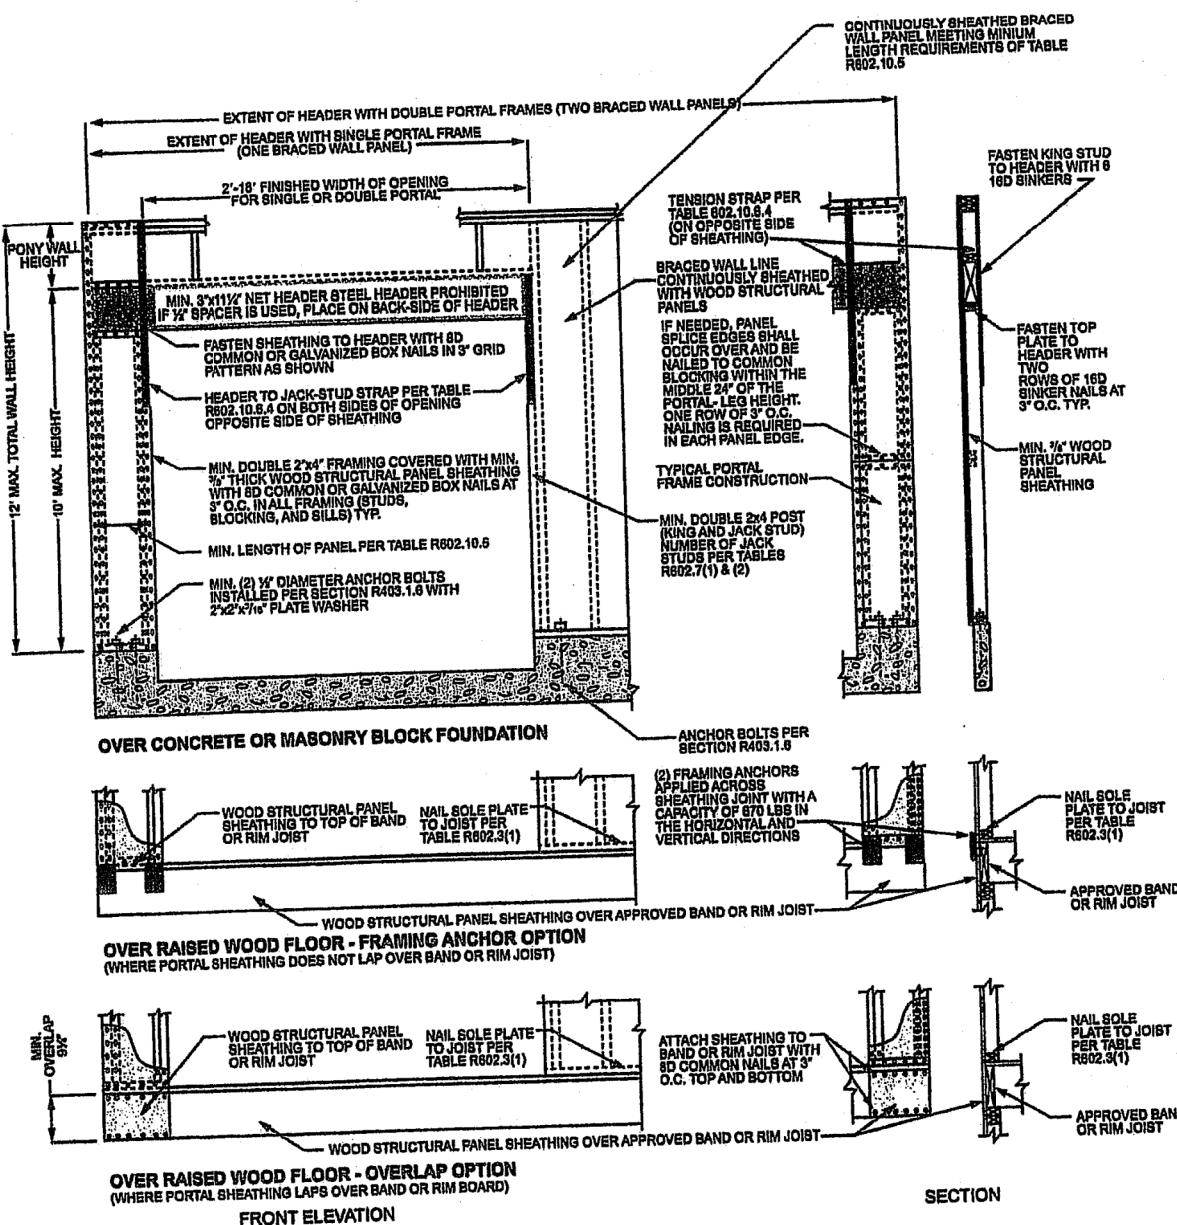 CONTINUOUSLY SHEATHED BRACED
WALL PANEL MEETING MINIUM
LENGTH REQUIREMENTS OF TABLE
R602.10.5
EXTENT OF HEADER WITH DOUBLE PORTAL FRAMES (TWO BRACED WALL PANELS)
EXTENT OF HEADER WITH SINGLE PORTAL FRAME
(ONE BRACED WALL PANEL)
2'-18' FINISHED WIDTH OF OPENING
FOR SINGLE OR DOUBLE PORTAL
FASTEN KING STUD
TO HEADER WITH 6
16D SINKERS
TENSION STRAP PER
TABLE 602.10.6.4
(ON OPPOSITE SIDE
OF SHEATHING)
PONY WALL
HEIGHT
BRACED WALL LINE
CONTINUOUSLY SHEATHED
WITH WOOD STRUCTURAL
PANELS
MIN. 3"x11¼" NET HEADER STEEL HEADER PROHIBITED
IF ½" SPACER IS USED, PLACE ON BACK-SIDE OF HEADER
FASTEN SHEATHING TO HEADER WITH 8D
COMMON OR GALVANIZED BOX NAILS IN 3" GRID
PATTERN AS SHOWN
HEADER TO JACK-STUD STRAP PER TABLE
R602.10.6.4 ON BOTH SIDES OF OPENING
OPPOSITE SIDE OF SHEATHING
IF NEEDED, PANEL
SPLICE EDGES SHALL
OCCUR OVER AND BE
NAILED TO COMMON
BLOCKING WITHIN THE
MIDDLE 24" OF THE
PORTAL- LEG HEIGHT.
ONE ROW OF 3" O.C.
NAILING IS REQUIRED
IN EACH PANEL EDGE.
FASTEN TOP
PLATE TO
HEADER WITH
TWO
ROWS OF 16D
SINKER NAILS AT
3" O.C. TYP.
12' MAX. TOTAL WALL HEIGHT
10' MAX. HEIGHT
MIN. DOUBLE 2"x4" FRAMING COVERED WITH MIN.
⅜" THICK WOOD STRUCTURAL PANEL SHEATHING
WITH 8D COMMON OR GALVANIZED BOX NAILS AT
3" O.C. IN ALL FRAMING (STUDS,
BLOCKING, AND SILLS) TYP.
MIN. ⅜" WOOD
STRUCTURAL
PANEL
SHEATHING
TYPICAL PORTAL
FRAME CONSTRUCTION
MIN. LENGTH OF PANEL PER TABLE R602.10.5
MIN. DOUBLE 2x4 POST
(KING AND JACK STUD)
NUMBER OF JACK
STUDS PER TABLES
R602.7(1) & (2)
MIN. (2) ½" DIAMETER ANCHOR BOLTS
INSTALLED PER SECTION R403.1.6 WITH
2"x2"x³/₁₆" PLATE WASHER
OVER CONCRETE OR MASONRY BLOCK FOUNDATION
ANCHOR BOLTS PER
SECTION R403.1.6
WOOD STRUCTURAL PANEL
SHEATHING TO TOP OF BAND
OR RIM JOIST
NAIL SOLE PLATE
TO JOIST PER
TABLE R602.3(1)
(2) FRAMING ANCHORS
APPLIED ACROSS
SHEATHING JOINT WITH A
CAPACITY OF 670 LBS IN
THE HORIZONTAL AND
VERTICAL DIRECTIONS
NAIL SOLE
PLATE TO JOIST
PER TABLE
R602.3(1)
WOOD STRUCTURAL PANEL SHEATHING OVER APPROVED BAND OR RIM JOIST
APPROVED BAND
OR RIM JOIST
OVER RAISED WOOD FLOOR - FRAMING ANCHOR OPTION
(WHERE PORTAL SHEATHING DOES NOT LAP OVER BAND OR RIM JOIST)
MIN.
OVERLAP
9¼"
WOOD STRUCTURAL PANEL
SHEATHING TO TOP OF BAND
OR RIM JOIST
NAIL SOLE PLATE
TO JOIST PER
TABLE R602.3(1)
ATTACH SHEATHING TO
BAND OR RIM JOIST WITH
8D COMMON NAILS AT 3"
O.C. TOP AND BOTTOM
NAIL SOLE
PLATE TO JOIST
PER TABLE
R602.3(1)
WOOD STRUCTURAL PANEL SHEATHING OVER APPROVED BAND OR RIM JOIST
APPROVED BAND
OR RIM JOIST
OVER RAISED WOOD FLOOR - OVERLAP OPTION
(WHERE PORTAL SHEATHING LAPS OVER BAND OR RIM BOARD)
FRONT ELEVATION
SECTION